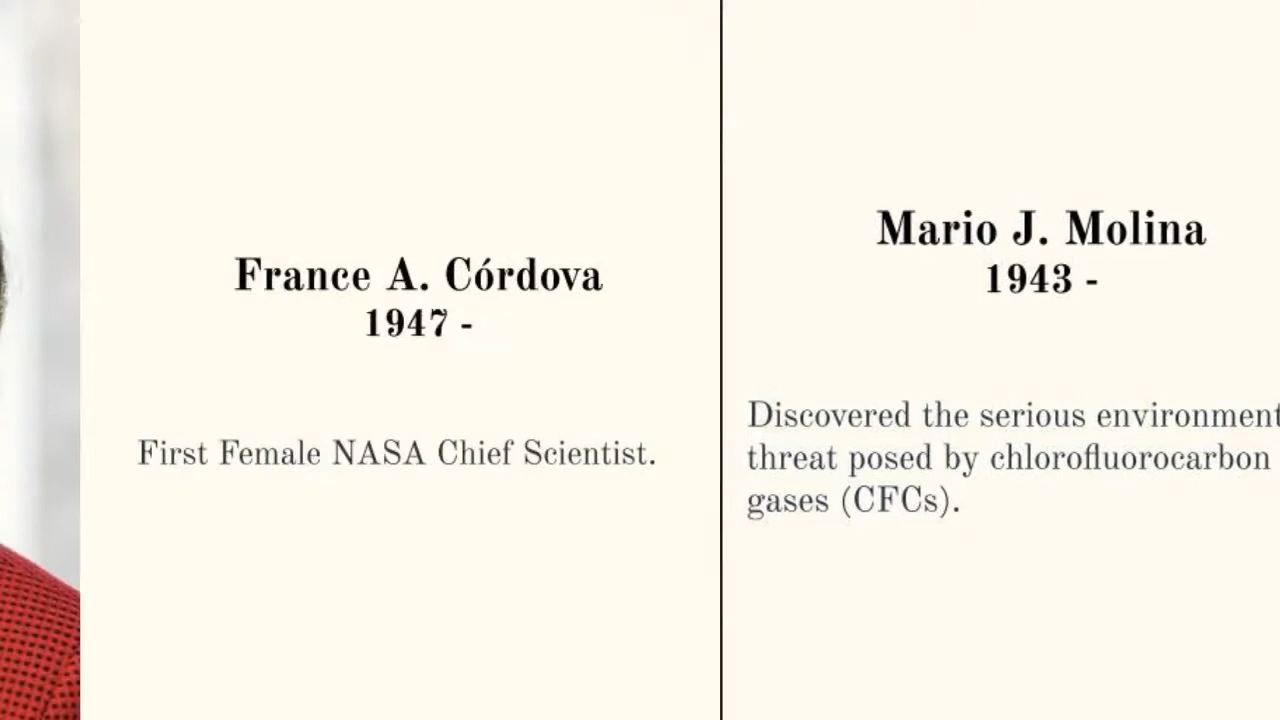 France A. Córdova
1947 -
First Female NASA Chief Scientist.
Mario J. Molina
1943 -
Discovered the serious environment
threat posed by chlorofluorocarbon
gases (CFCs).